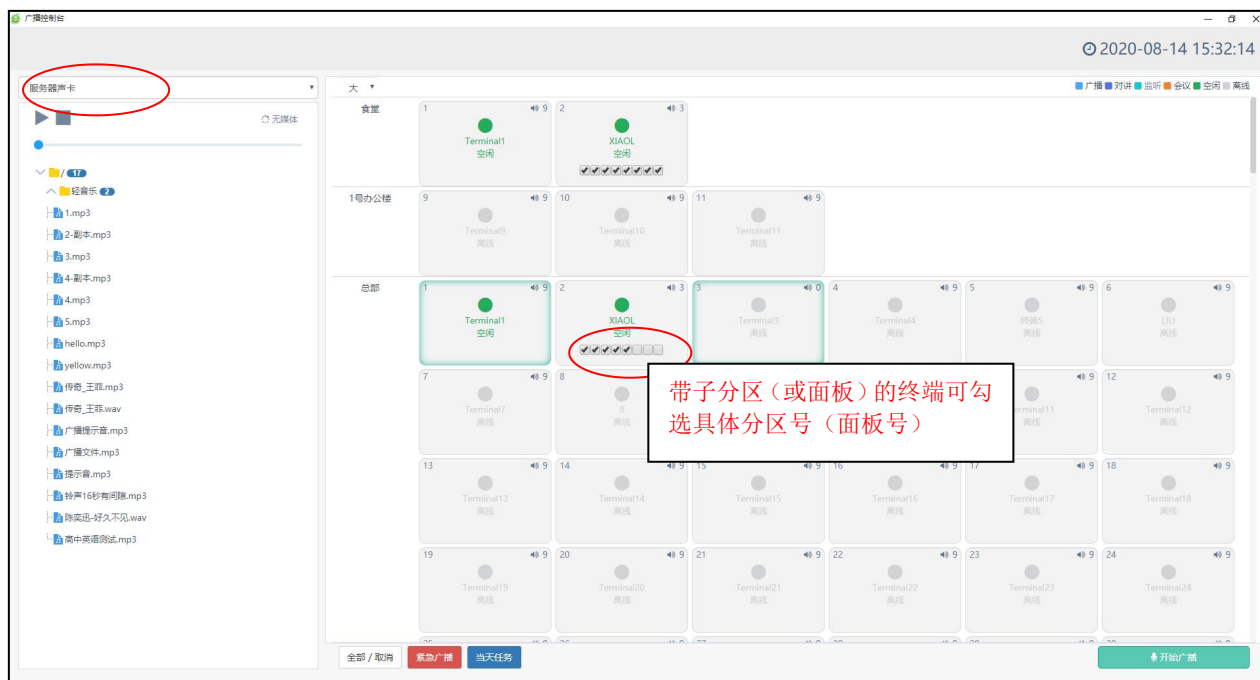 广播控制台
2020-08-14 15:32:14
服务器声卡
大
广播 对讲 监听 会议 空闲 离线
无媒体
/ 17
轻音乐 2
1.mp3
2-副本.mp3
3.mp3
4-副本.mp3
4.mp3
5.mp3
hello.mp3
yellow.mp3
传奇_王菲.mp3
传奇_王菲.wav
广播提示音.mp3
广播文件.mp3
提示音.mp3
铃声16秒有间隙.mp3
陈奕迅-好久不见.wav
高中英语测试.mp3
食堂
1 9 2 3
Terminal1 XIAOL
空闲 空闲
1号办公楼
9 9 10 9 11 9
Terminal9 Terminal10 Terminal11
离线 离线 离线
总部
1 9 2 3 3 0 4 9 5 9 6 9
Terminal1 XIAOL Terminal3 Terminal4 终端5 LILI
空闲 空闲 离线 离线 离线 离线
带子分区（或面板）的终端可勾
选具体分区号（面板号）
7 9 8 9 12 9
Terminal7 8 Terminal11 Terminal12
离线 离线 离线 离线
13 9 14 9 15 9 16 9 17 9 18 9
Terminal13 Terminal14 Terminal15 Terminal16 Terminal17 Terminal18
离线 离线 离线 离线 离线 离线
19 9 20 9 21 9 22 9 23 9 24 9
Terminal19 Terminal20 Terminal21 Terminal22 Terminal23 Terminal24
离线 离线 离线 离线 离线 离线
全部 / 取消 紧急广播 当天任务 开始广播